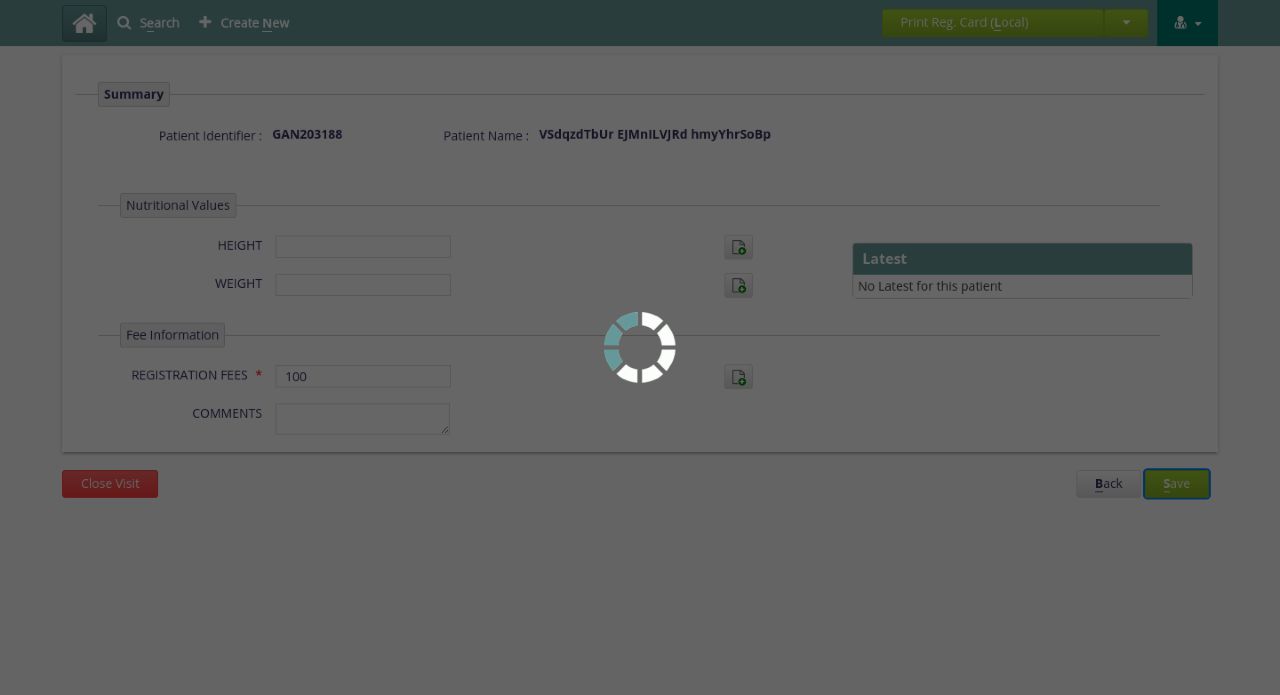 Search
Create New
Print Reg. Card (Local)
Summary
Patient Identifier : GAN203188 Patient Name : VSdqzdTbUr EJMnILVJRd hmyYhrSoBp
Nutritional Values
HEIGHT
Latest
WEIGHT
No Latest for this patient
Fee Information
REGISTRATION FEES * 100
COMMENTS
Close Visit
Back
Save